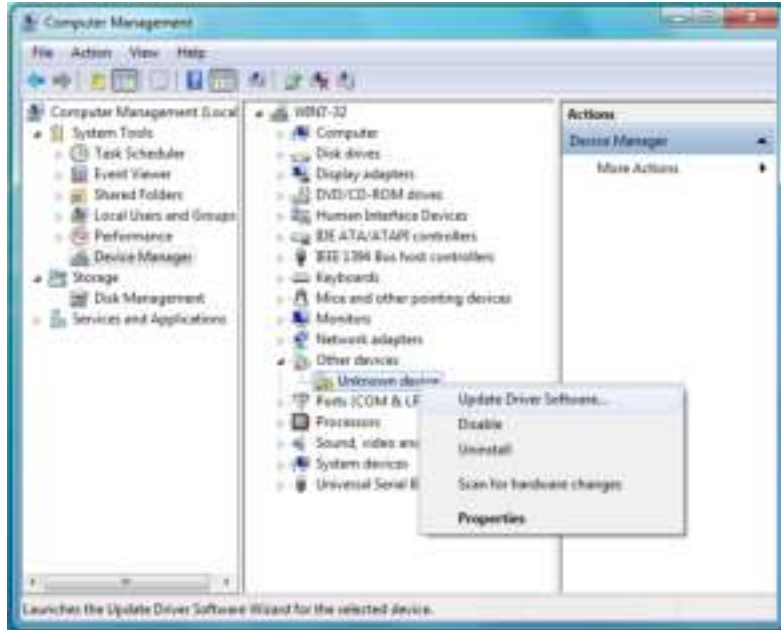 Computer Management
File Action View Help
Computer Management (Local
System Tools
Task Scheduler
Event Viewer
Shared Folders
Local Users and Groups
Performance
Device Manager
Storage
Disk Management
Services and Applications
WIN7-32
Computer
Disk drives
Display adapters
DVD/CD-ROM drives
Human Interface Devices
IDE ATA/ATAPI controllers
IEEE 1394 Bus host controllers
Keyboards
Mice and other pointing devices
Monitors
Network adapters
Other devices
Unknown device
Ports (COM & LP
Processors
Sound, video and
System devices
Universal Serial B
Update Driver Software...
Disable
Uninstall
Scan for hardware changes
Properties
Actions
Device Manager
More Actions
Launches the Update Driver Software Wizard for the selected device.